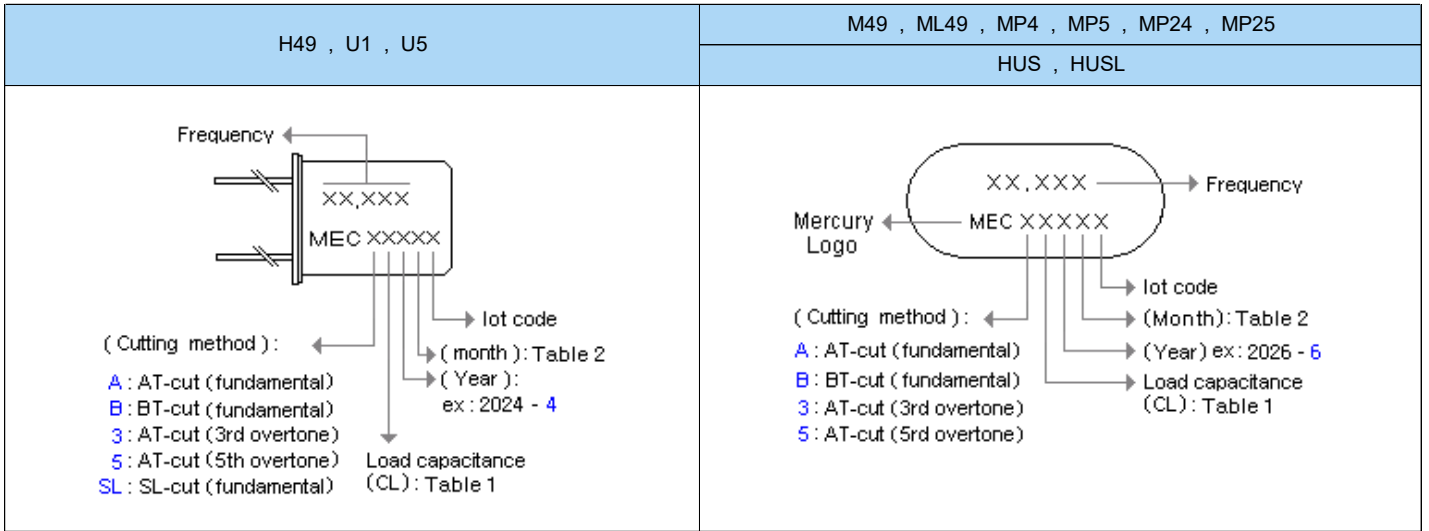 H49 , U1 , U5
M49 , ML49 , MP4 , MP5 , MP24 , MP25
HUS , HUSL
Frequency
XX.XXX
MEC XXXXX
lot code
( Cutting method ) :
( month ) : Table 2
( Year ) :
ex : 2024 - 4
A : AT-cut (fundamental)
B : BT-cut (fundamental)
3 : AT-cut (3rd overtone)
5 : AT-cut (5th overtone)
SL : SL-cut (fundamental)
Load capacitance
(CL) : Table 1
XX.XXX
Frequency
Mercury
Logo
MEC XXXXX
lot code
( Cutting method ) :
(Month) : Table 2
(Year) ex : 2026 - 6
Load capacitance
(CL) : Table 1
A : AT-cut (fundamental)
B : BT-cut (fundamental)
3 : AT-cut (3rd overtone)
5 : AT-cut (5rd overtone)